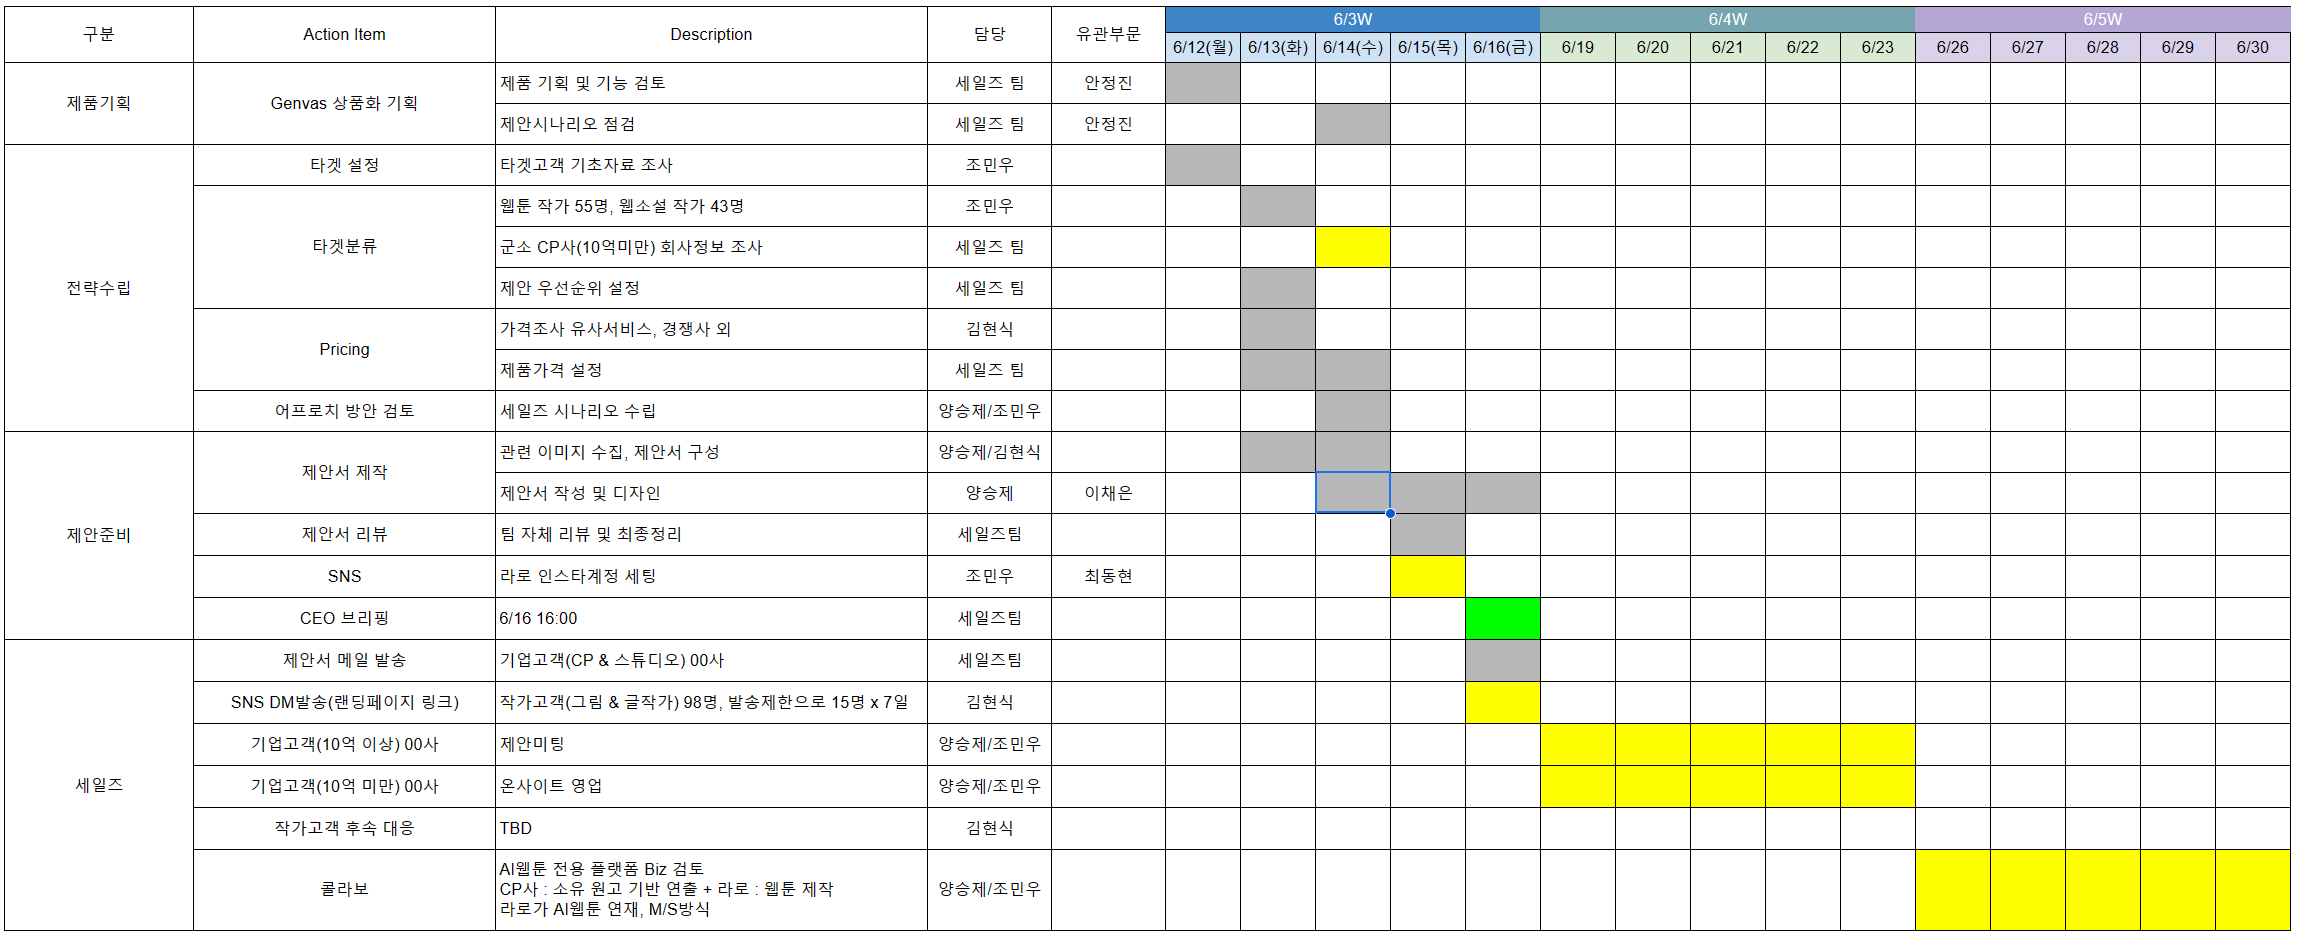 구분 Action Item Description 담당 유관부문 6/3W 6/4W 6/5W
6/12(월) 6/13(화) 6/14(수) 6/15(목) 6/16(금) 6/19 6/20 6/21 6/22 6/23 6/26 6/27 6/28 6/29 6/30
제품기획 Genvas 상품화 기획 제품 기획 및 기능 검토 세일즈 팀 안정진
제안시나리오 점검 세일즈 팀 안정진
전략수립 타겟 설정 타겟고객 기초자료 조사 조민우
타겟분류 웹툰 작가 55명, 웹소설 작가 43명 조민우
군소 CP사(10억미만) 회사정보 조사 세일즈 팀
제안 우선순위 설정 세일즈 팀
Pricing 가격조사 유사서비스, 경쟁사 외 김현식
제품가격 설정 세일즈 팀
어프로치 방안 검토 세일즈 시나리오 수립 양승제/조민우
제안준비 제안서 제작 관련 이미지 수집, 제안서 구성 양승제/김현식
제안서 작성 및 디자인 양승제 이채은
제안서 리뷰 팀 자체 리뷰 및 최종정리 세일즈팀
SNS 라로 인스타계정 세팅 조민우 최동현
CEO 브리핑 6/16 16:00 세일즈팀
세일즈 제안서 메일 발송 기업고객(CP & 스튜디오) 00사 세일즈팀
SNS DM발송(랜딩페이지 링크) 작가고객(그림 & 글작가) 98명, 발송제한으로 15명 x 7일 김현식
기업고객(10억 이상) 00사 제안미팅 양승제/조민우
기업고객(10억 미만) 00사 온사이트 영업 양승제/조민우
작가고객 후속 대응 TBD 김현식
콜라보 AI웹툰 전용 플랫폼 Biz 검토 양승제/조민우
CP사 : 소유 원고 기반 연출 + 라로 : 웹툰 제작
라로가 AI웹툰 연재, M/S방식